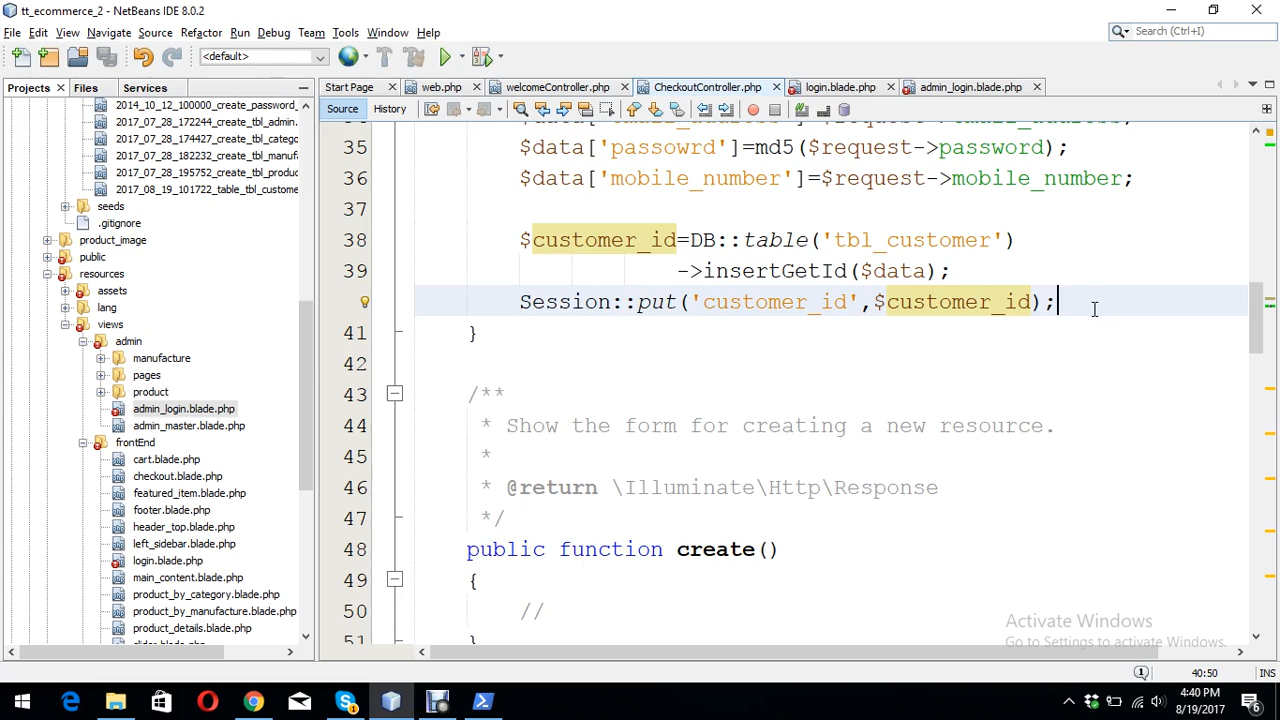 tt_ecommerce_2 - NetBeans IDE 8.0.2
File Edit View Navigate Source Refactor Run Debug Team Tools Window Help
Search (Ctrl+I)
<default>
Projects Files Services
Start Page web.php welcomeController.php CheckoutController.php login.blade.php admin_login.blade.php
Source History
2014_10_12_100000_create_password_
2017_07_28_172244_create_tbl_admin.
2017_07_28_174427_create_tbl_catego
2017_07_28_182232_create_tbl_manufa
2017_07_28_195752_create_tbl_produc
2017_08_19_101722_table_tbl_custome
seeds
.gitignore
product_image
public
resources
assets
lang
views
admin
manufacture
pages
product
admin_login.blade.php
admin_master.blade.php
frontEnd
cart.blade.php
checkout.blade.php
featured_item.blade.php
footer.blade.php
header_top.blade.php
left_sidebar.blade.php
login.blade.php
main_content.blade.php
product_by_category.blade.php
product_by_manufacture.blade.php
product_details.blade.php
35 $data['passowrd']=md5($request->password);
36 $data['mobile_number']=$request->mobile_number;
37
38 $customer_id=DB::table('tbl_customer')
39 ->insertGetId($data);
Session::put('customer_id',$customer_id);
41 }
42
43 /**
44 * Show the form for creating a new resource.
45 *
46 * @return \Illuminate\Http\Response
47 */
48 public function create()
49 {
50 //
51 }
Activate Windows
Go to Settings to activate Windows.
1 40:50 INS
4:40 PM
8/19/2017
6